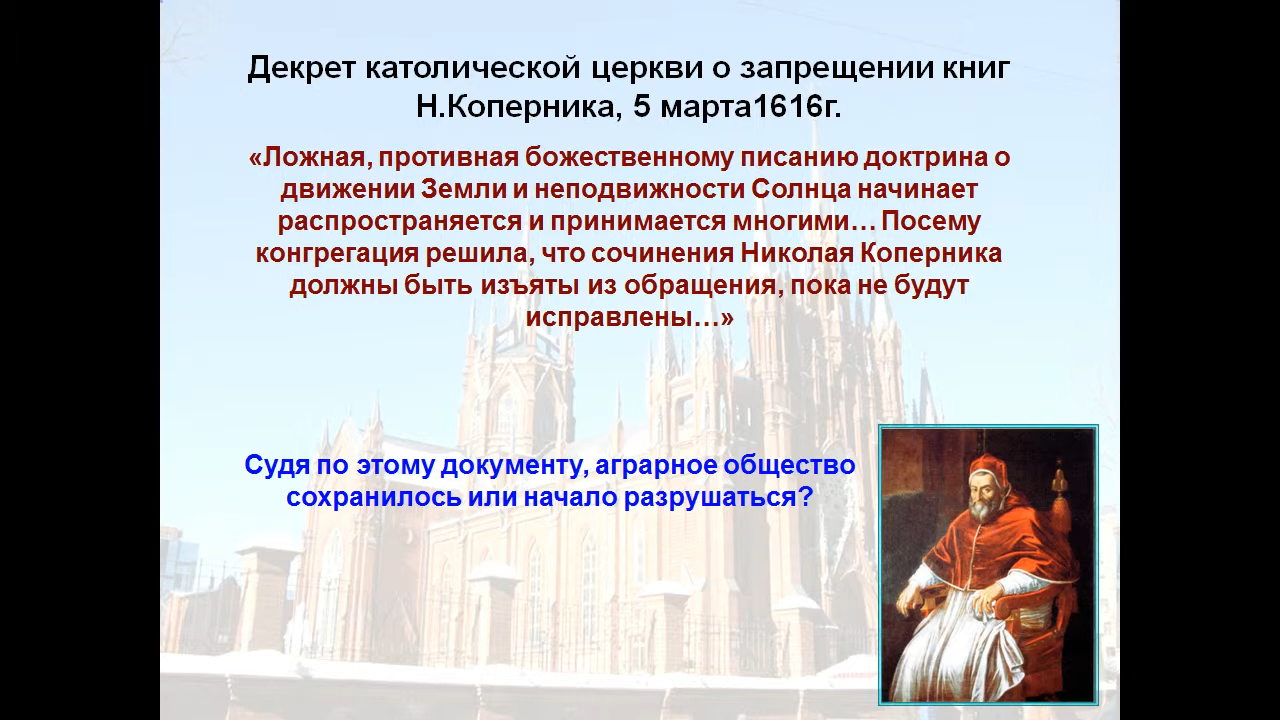 Декрет католической церкви о запрещении книг
Н.Коперника, 5 марта1616г.
«Ложная, противная божественному писанию доктрина о
движении Земли и неподвижности Солнца начинает
распространяется и принимается многими… Посему
конгрегация решила, что сочинения Николая Коперника
должны быть изъяты из обращения, пока не будут
исправлены…»
Судя по этому документу, аграрное общество
сохранилось или начало разрушаться?